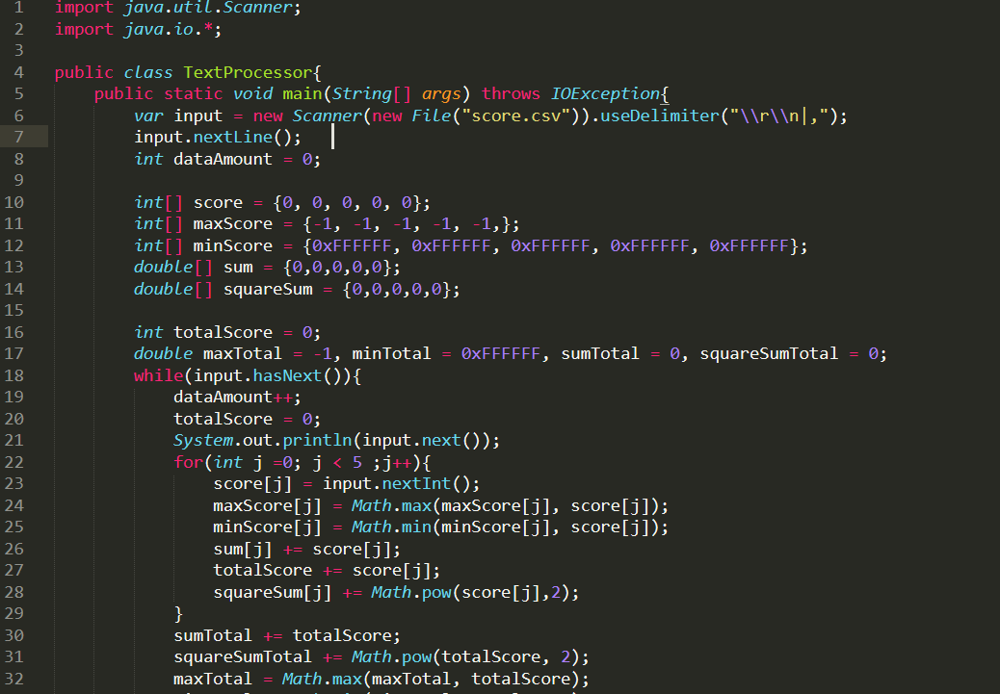 1 import java.util.Scanner;
2 import java.io.*;
3
4 public class TextProcessor{
5 public static void main(String[] args) throws IOException{
6 var input = new Scanner(new File("score.csv")).useDelimiter("\\r\\n|,");
7 input.nextLine();
8 int dataAmount = 0;
9
10 int[] score = {0, 0, 0, 0, 0};
11 int[] maxScore = {-1, -1, -1, -1, -1,};
12 int[] minScore = {0xFFFFFF, 0xFFFFFF, 0xFFFFFF, 0xFFFFFF, 0xFFFFFF};
13 double[] sum = {0,0,0,0,0};
14 double[] squareSum = {0,0,0,0,0};
15
16 int totalScore = 0;
17 double maxTotal = -1, minTotal = 0xFFFFFF, sumTotal = 0, squareSumTotal = 0;
18 while(input.hasNext()){
19 dataAmount++;
20 totalScore = 0;
21 System.out.println(input.next());
22 for(int j =0; j < 5 ;j++){
23 score[j] = input.nextInt();
24 maxScore[j] = Math.max(maxScore[j], score[j]);
25 minScore[j] = Math.min(minScore[j], score[j]);
26 sum[j] += score[j];
27 totalScore += score[j];
28 squareSum[j] += Math.pow(score[j],2);
29 }
30 sumTotal += totalScore;
31 squareSumTotal += Math.pow(totalScore, 2);
32 maxTotal = Math.max(maxTotal, totalScore);